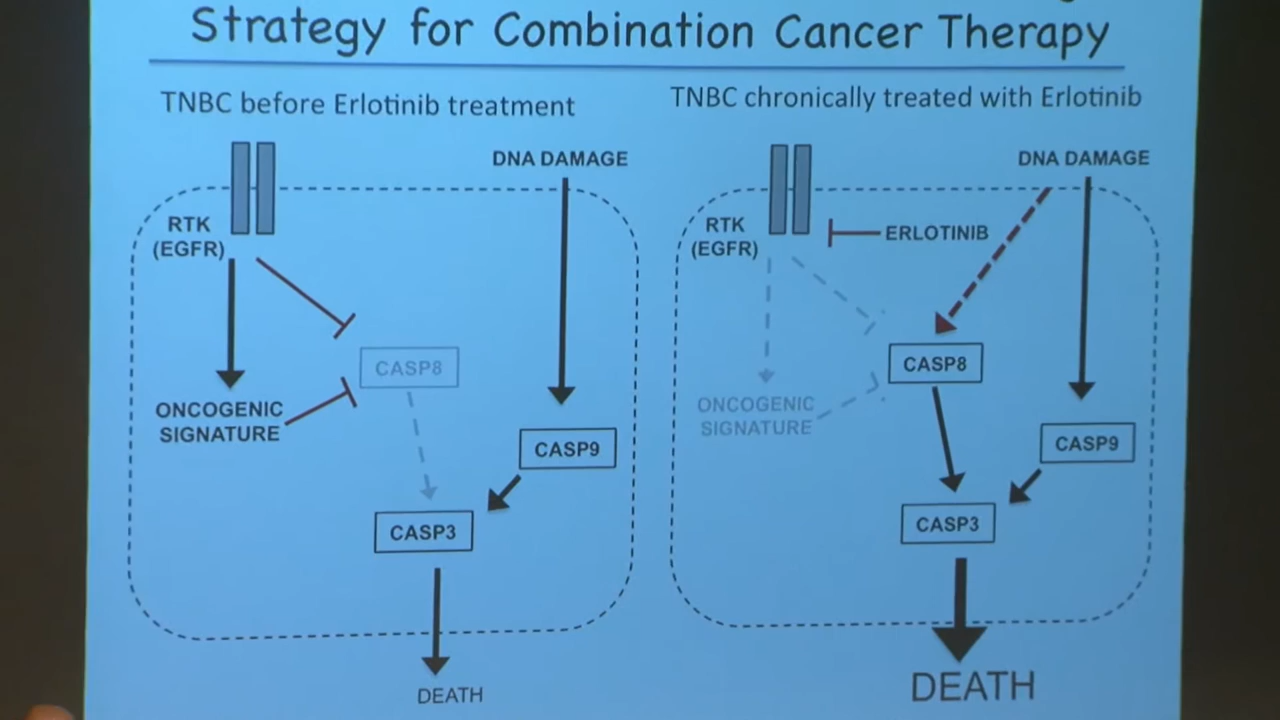 Strategy for Combination Cancer Therapy
TNBC before Erlotinib treatment
DNA DAMAGE
RTK
(EGFR)
CASP8
ONCOGENIC
SIGNATURE
CASP9
CASP3
DEATH
TNBC chronically treated with Erlotinib
DNA DAMAGE
RTK
(EGFR)
ERLOTINIB
CASP8
ONCOGENIC
SIGNATURE
CASP9
CASP3
DEATH